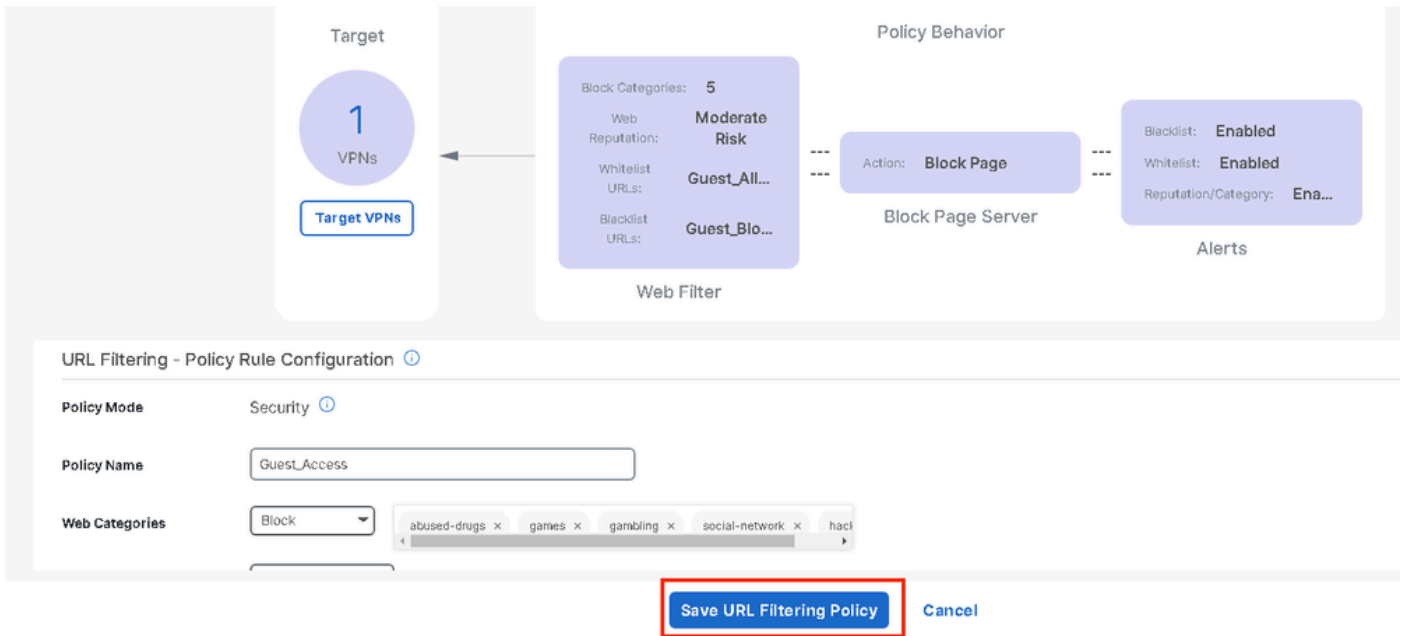 Target
Policy Behavior
1
VPNs
Target VPNs
Block Categories: 5
Web Reputation: Moderate Risk
Whitelist URLs: Guest_All...
Blacklist URLs: Guest_Blo...
Web Filter
Action: Block Page
Block Page Server
Blacklist: Enabled
Whitelist: Enabled
Reputation/Category: Ena...
Alerts
URL Filtering - Policy Rule Configuration
Policy Mode Security
Policy Name Guest_Access
Web Categories Block abused-drugs × games × gambling × social-network × hack
Save URL Filtering Policy Cancel